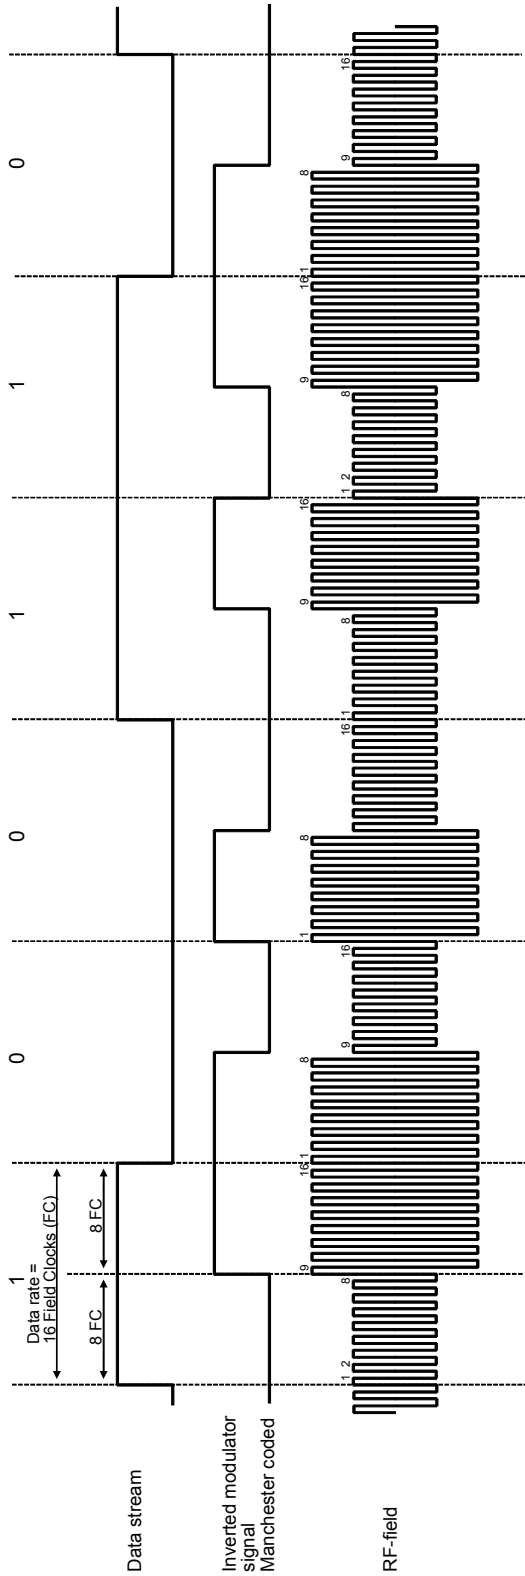 1 0 0 1 1 0
Data rate =
16 Field Clocks (FC)
8 FC 8 FC
Data stream
Inverted modulator
signal
Manchester coded
9 16 1 8 1 8 9 16 9 16 1 8
1 2 8 9 16 16 1 8 1 2 8 9 16
RF-field